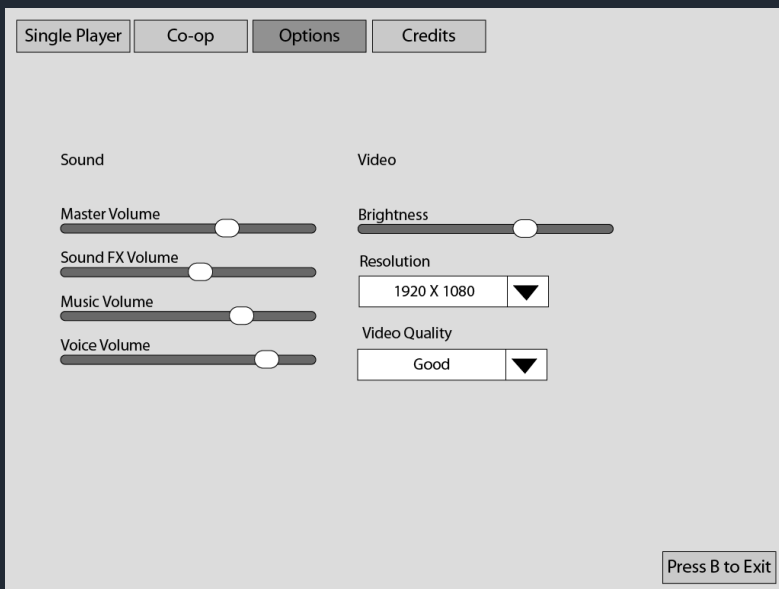 Single Player
Co-op
Options
Credits
Sound
Master Volume
Sound FX Volume
Music Volume
Voice Volume
Video
Brightness
Resolution
1920 X 1080
Video Quality
Good
Press B to Exit